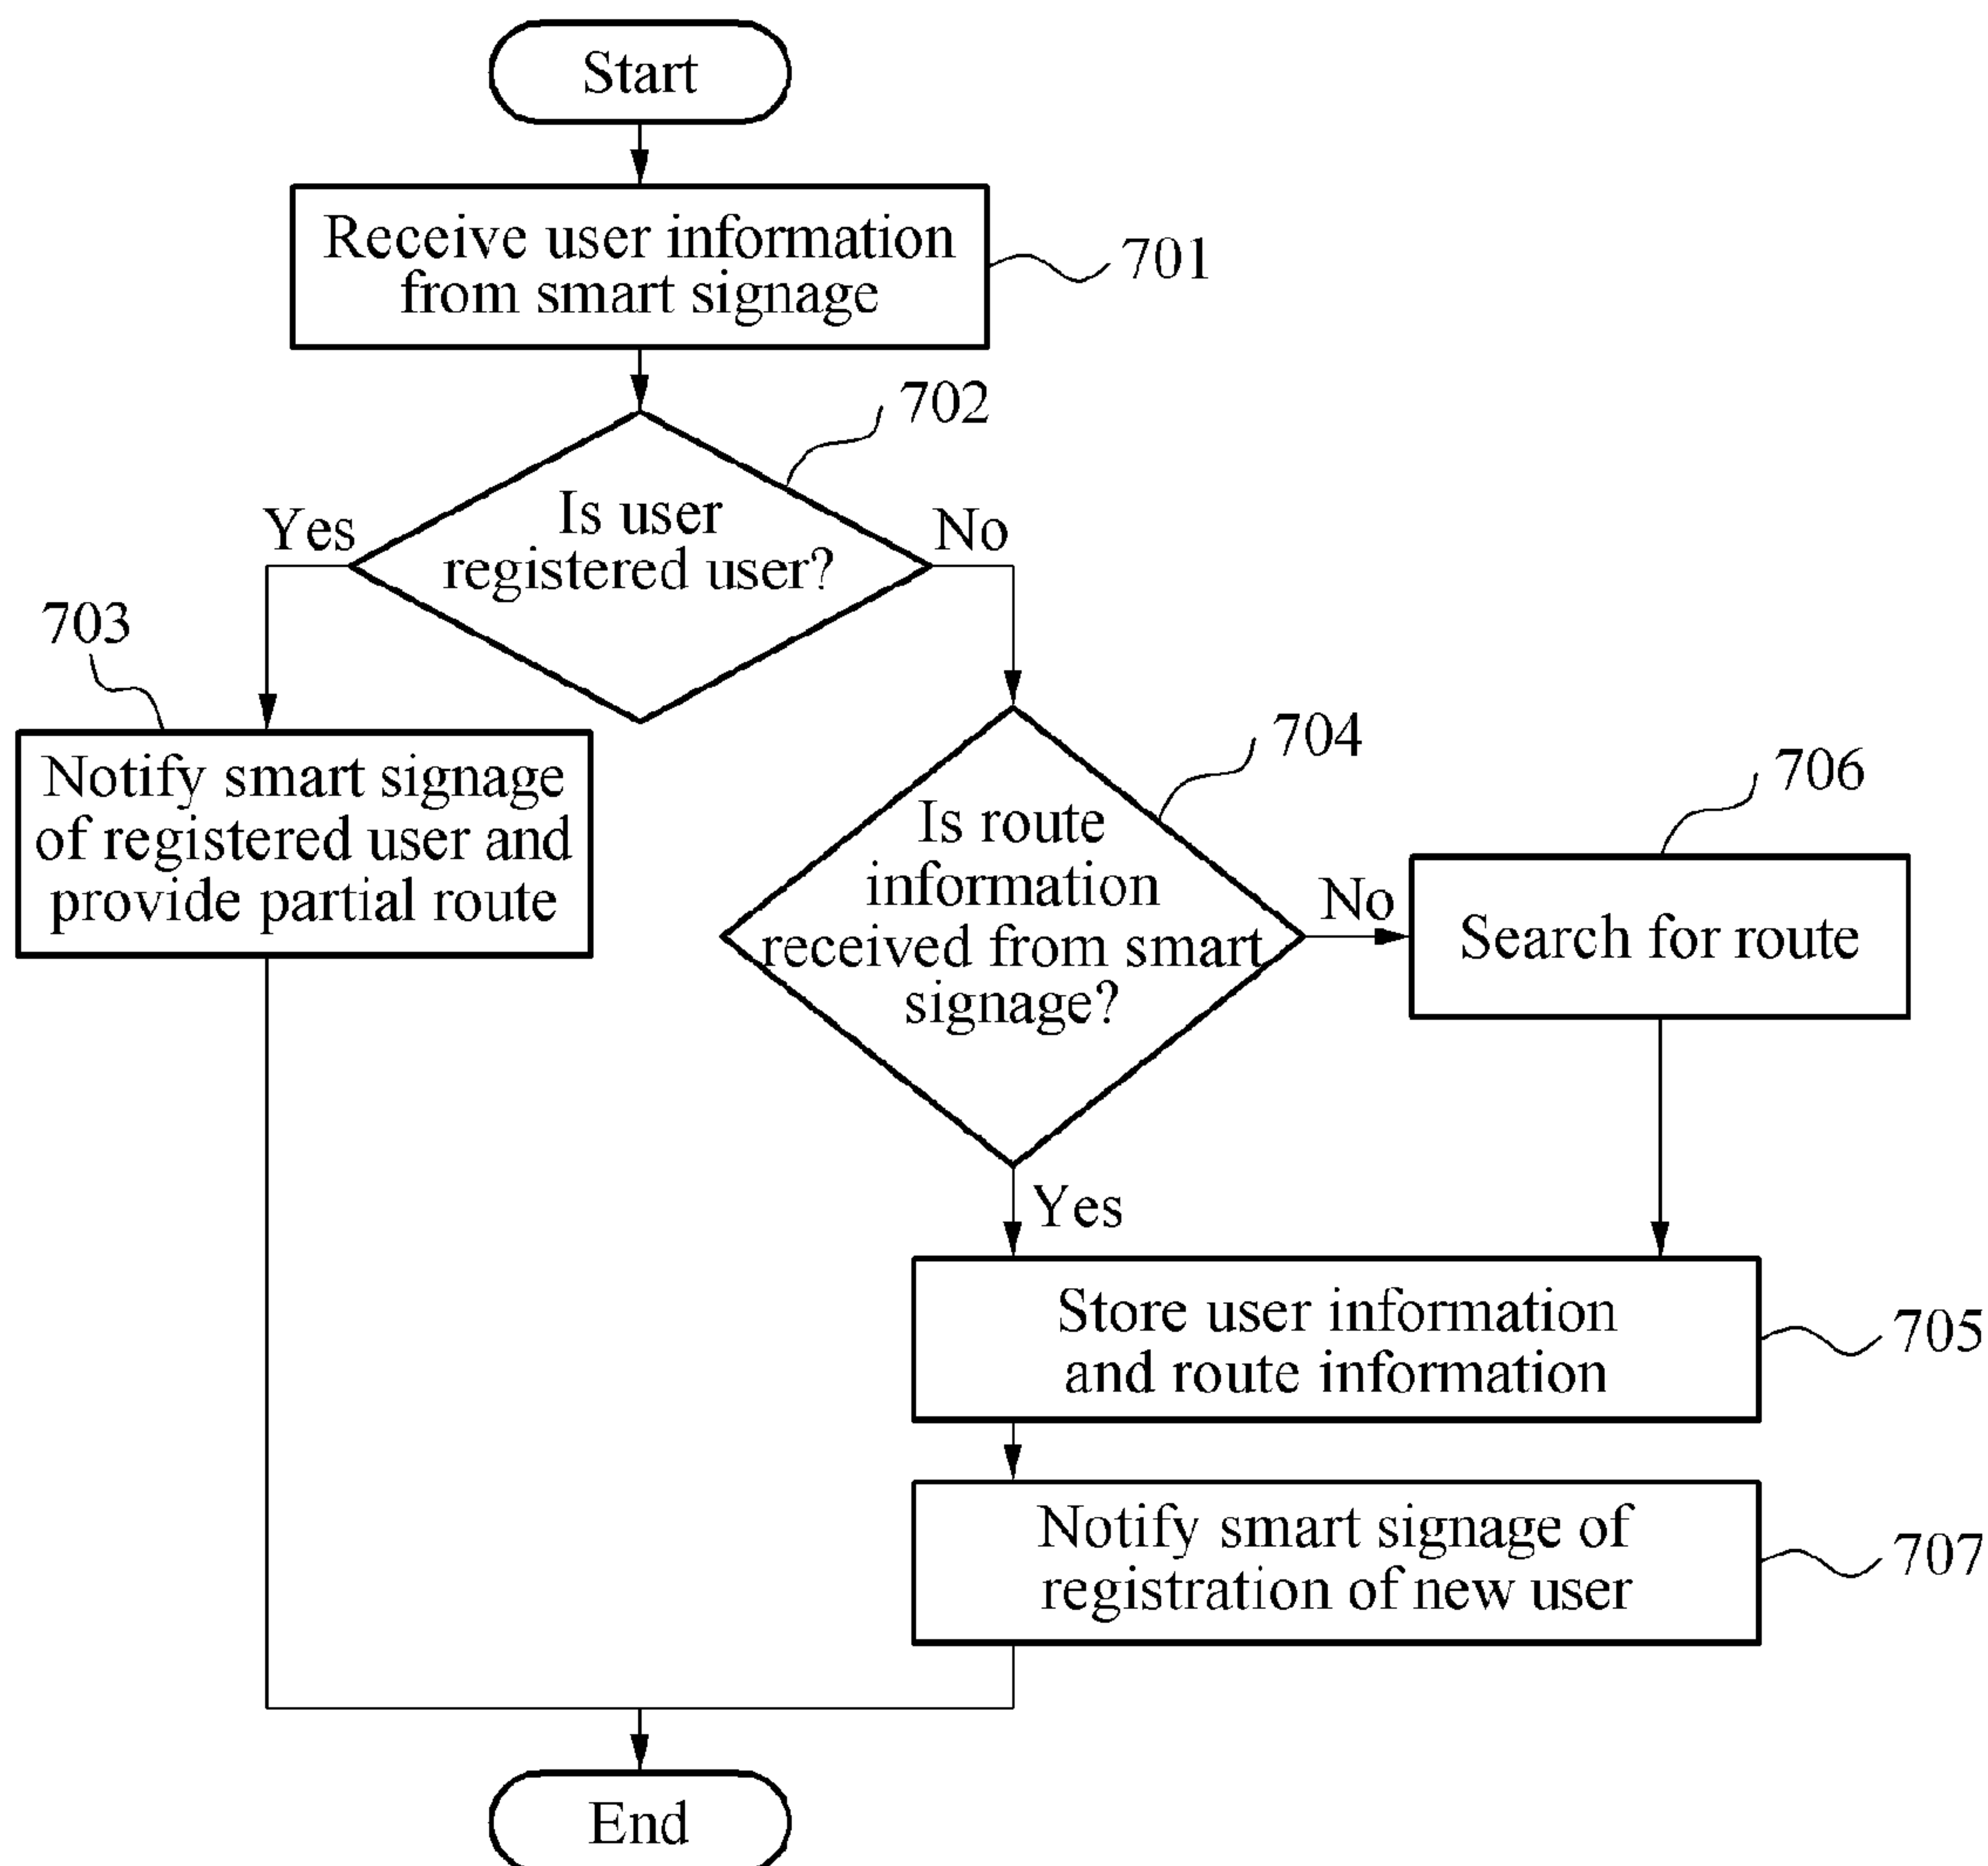 Start
Receive user information
from smart signage
701
702
Is user
registered user?
Yes
No
703
Notify smart signage
of registered user and
provide partial route
704
Is route
information
received from smart
signage?
No
706
Search for route
Yes
Store user information
and route information
705
Notify smart signage of
registration of new user
707
End